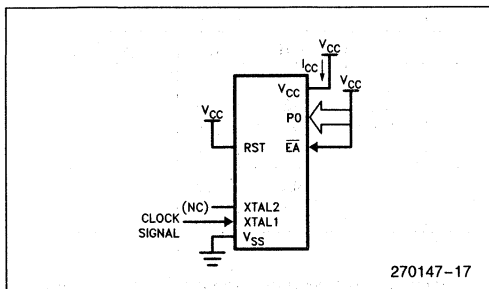 VCC
ICC
VCC
VCC
VCC
P0
RST
EA
(NC)
XTAL2
CLOCK
SIGNAL
XTAL1
VSS
270147-17